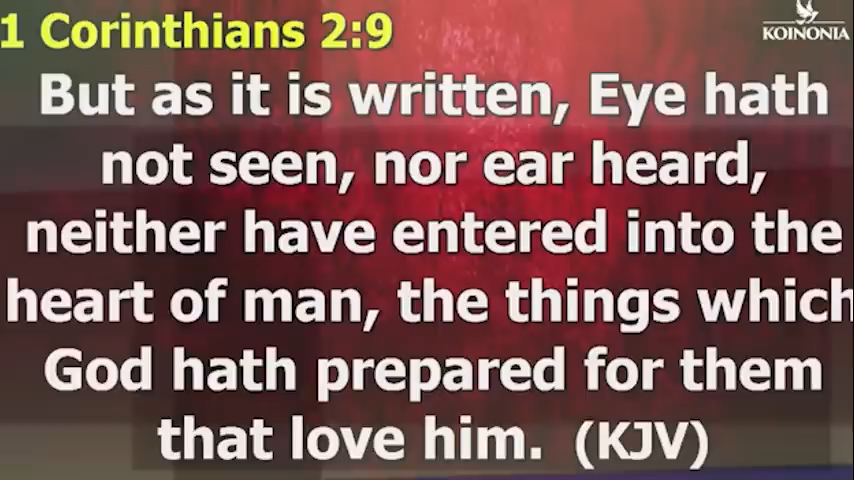 1 Corinthians 2:9
KOINONIA
But as it is written, Eye hath
not seen, nor ear heard,
neither have entered into the
heart of man, the things which
God hath prepared for them
that love him. (KJV)